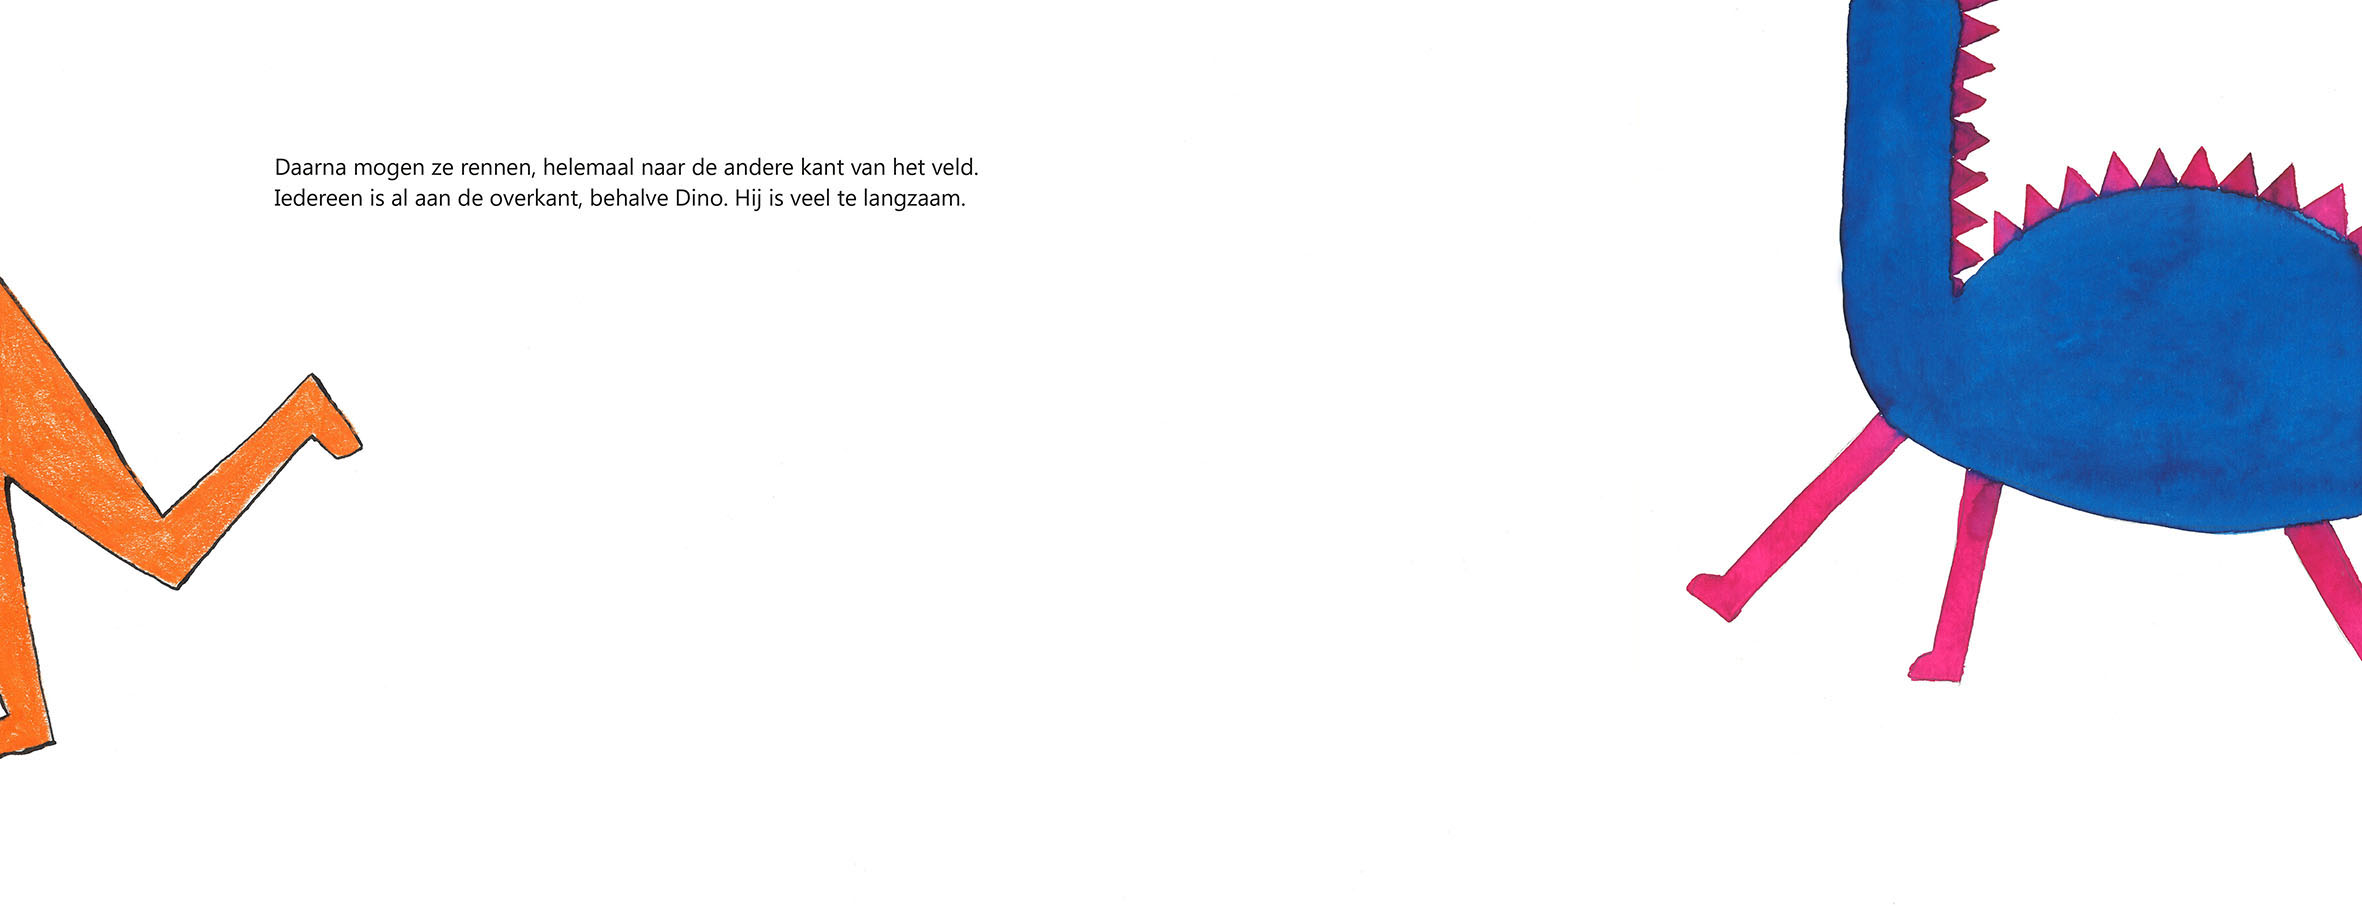 Daarna mogen ze rennen, helemaal naar de andere kant van het veld.
Iedereen is al aan de overkant, behalve Dino. Hij is veel te langzaam.